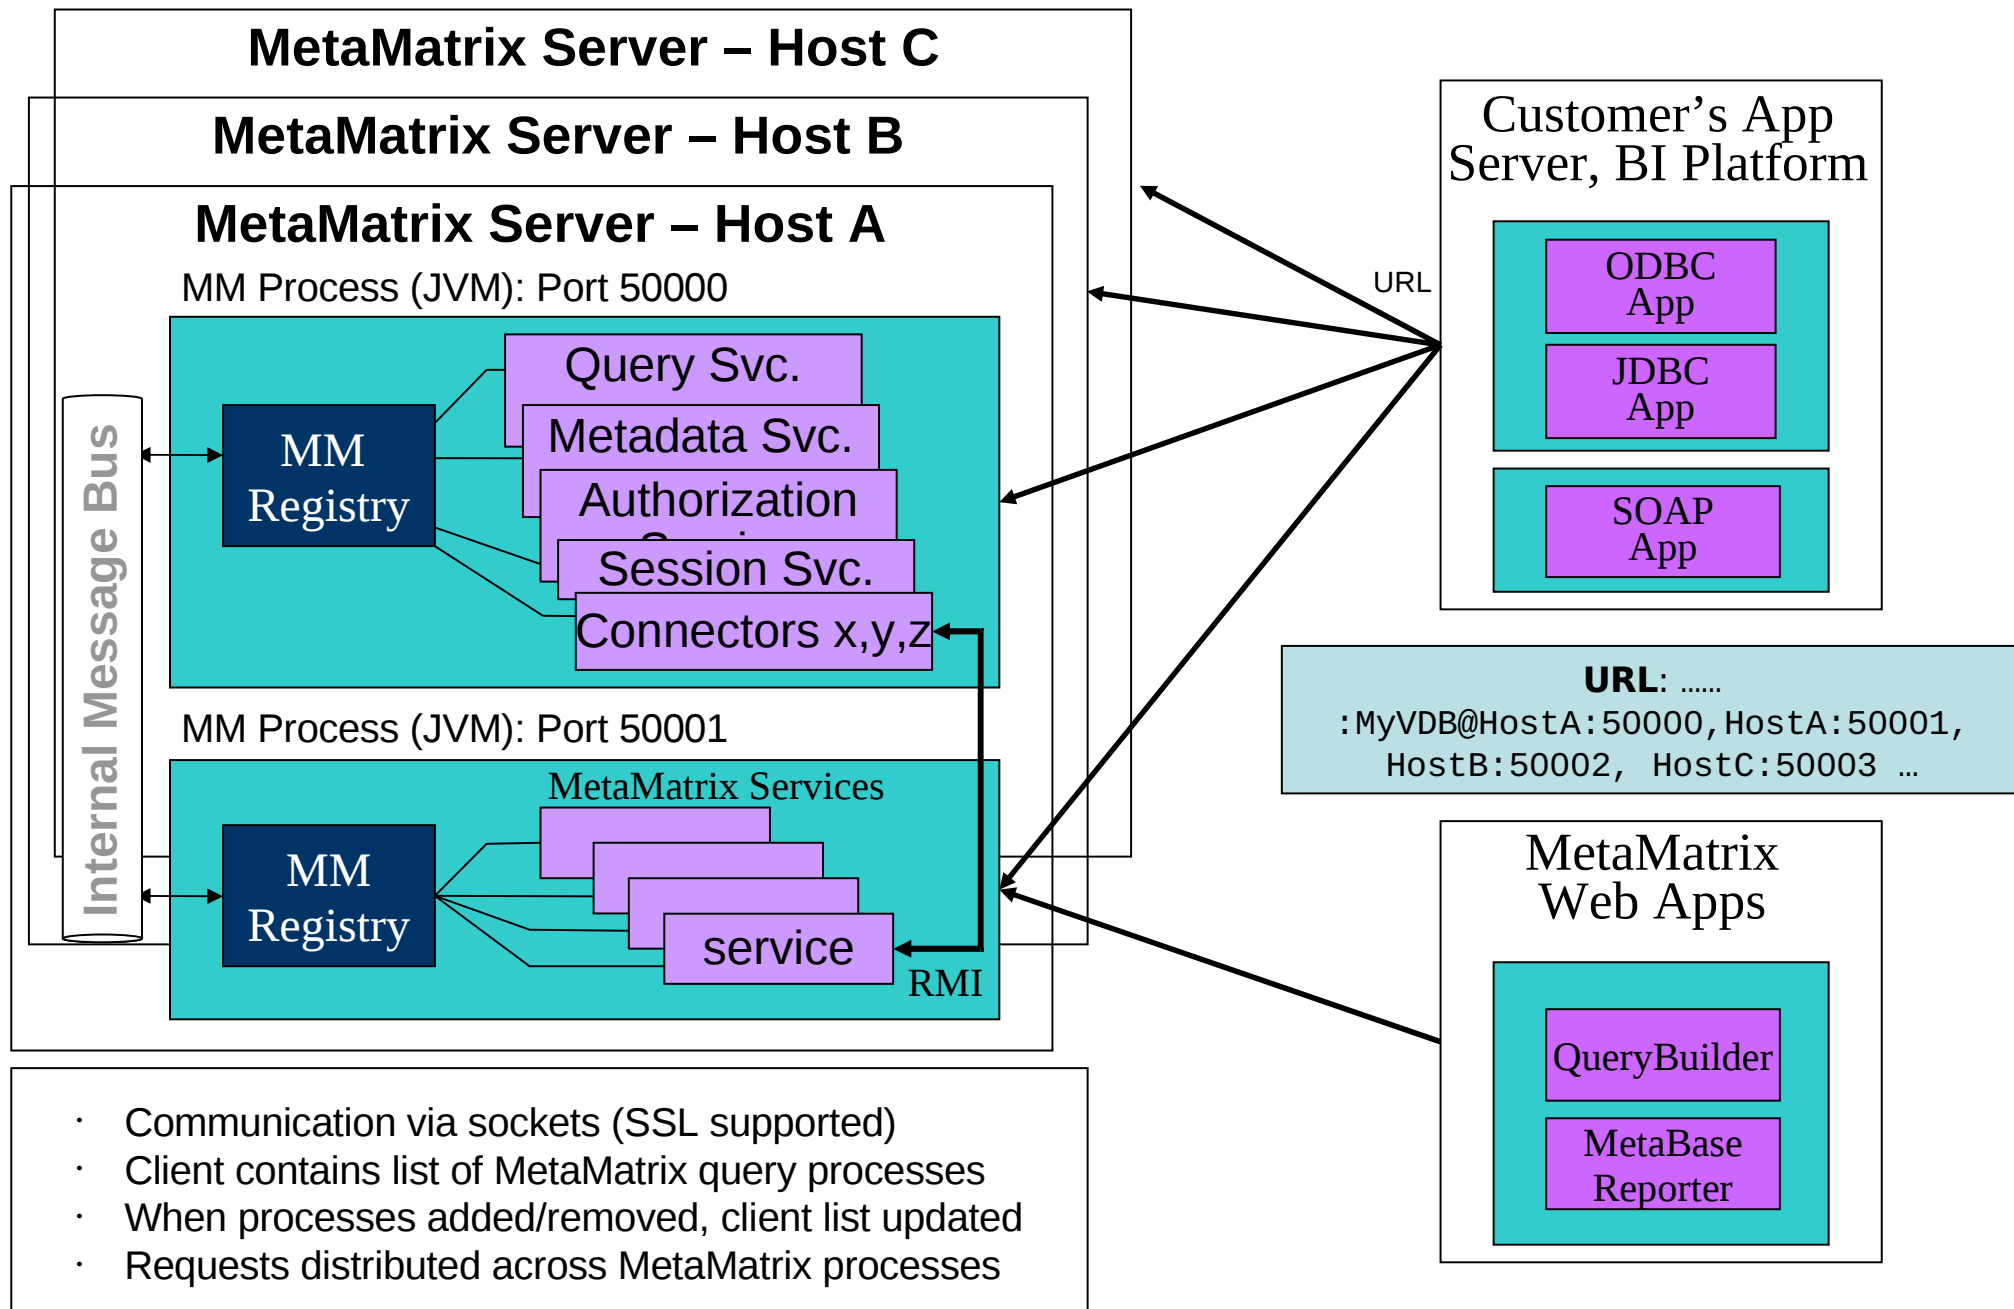 MetaMatrix Server – Host C
MetaMatrix Server – Host B
MetaMatrix Server – Host A
MM Process (JVM): Port 50000
Query Svc.
Metadata Svc.
Authorization
Session Svc.
Connectors x,y,z
MM
Registry
Internal Message Bus
MM Process (JVM): Port 50001
MetaMatrix Services
MM
Registry
service
RMI
· Communication via sockets (SSL supported)
· Client contains list of MetaMatrix query processes
· When processes added/removed, client list updated
· Requests distributed across MetaMatrix processes
URL
Customer’s App
Server, BI Platform
ODBC
App
JDBC
App
SOAP
App
URL: ……
:MyVDB@HostA:50000,HostA:50001,
HostB:50002, HostC:50003 …
MetaMatrix
Web Apps
QueryBuilder
MetaBase
Reporter